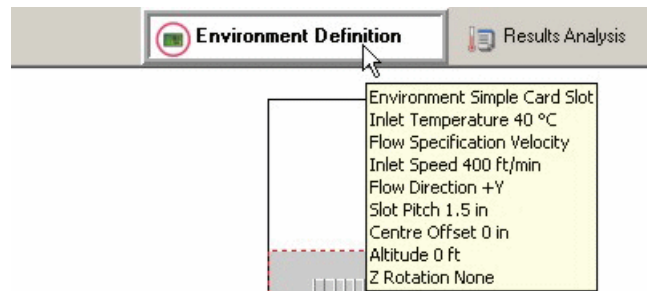 Environment Definition
Results Analysis
Environment Simple Card Slot
Inlet Temperature 40 °C
Flow Specification Velocity
Inlet Speed 400 ft/min
Flow Direction +Y
Slot Pitch 1.5 in
Centre Offset 0 in
Altitude 0 ft
Z Rotation None